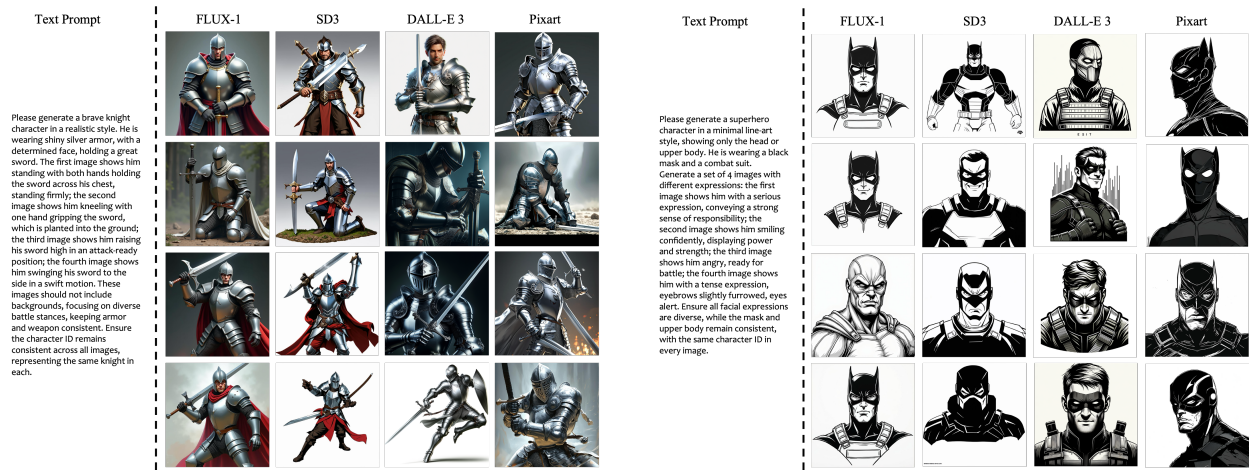 Text Prompt
FLUX-1
SD3
DALL-E 3
Pixart
Please generate a brave knight
character in a realistic style. He is
wearing shiny silver armor, with a
determined face, holding a great
sword. The first image shows him
standing with both hands holding
the sword across his chest,
standing firmly; the second
image shows him kneeling with
one hand gripping the sword,
which is planted into the ground;
the third image shows him raising
his sword high in an attack-ready
position; the fourth image shows
him swinging his sword to the
side in a swift motion. These
images should not include
backgrounds, focusing on diverse
battle stances, keeping armor
and weapon consistent. Ensure
the character ID remains
consistent across all images,
representing the same knight in
each.
Text Prompt
FLUX-1
SD3
DALL-E 3
Pixart
Please generate a superhero
character in a minimal line-art
style, showing only the head or
upper body. He is wearing a black
mask and a combat suit.
Generate a set of 4 images with
different expressions: the first
image shows him with a serious
expression, conveying a strong
sense of responsibility; the
second image shows him smiling
confidently, displaying power
and strength; the third image
shows him angry, ready for
battle; the fourth image shows
him with a tense expression,
eyebrows slightly furrowed, eyes
alert. Ensure all facial expressions
are diverse, while the mask and
upper body remain consistent,
with the same character ID in
every image.